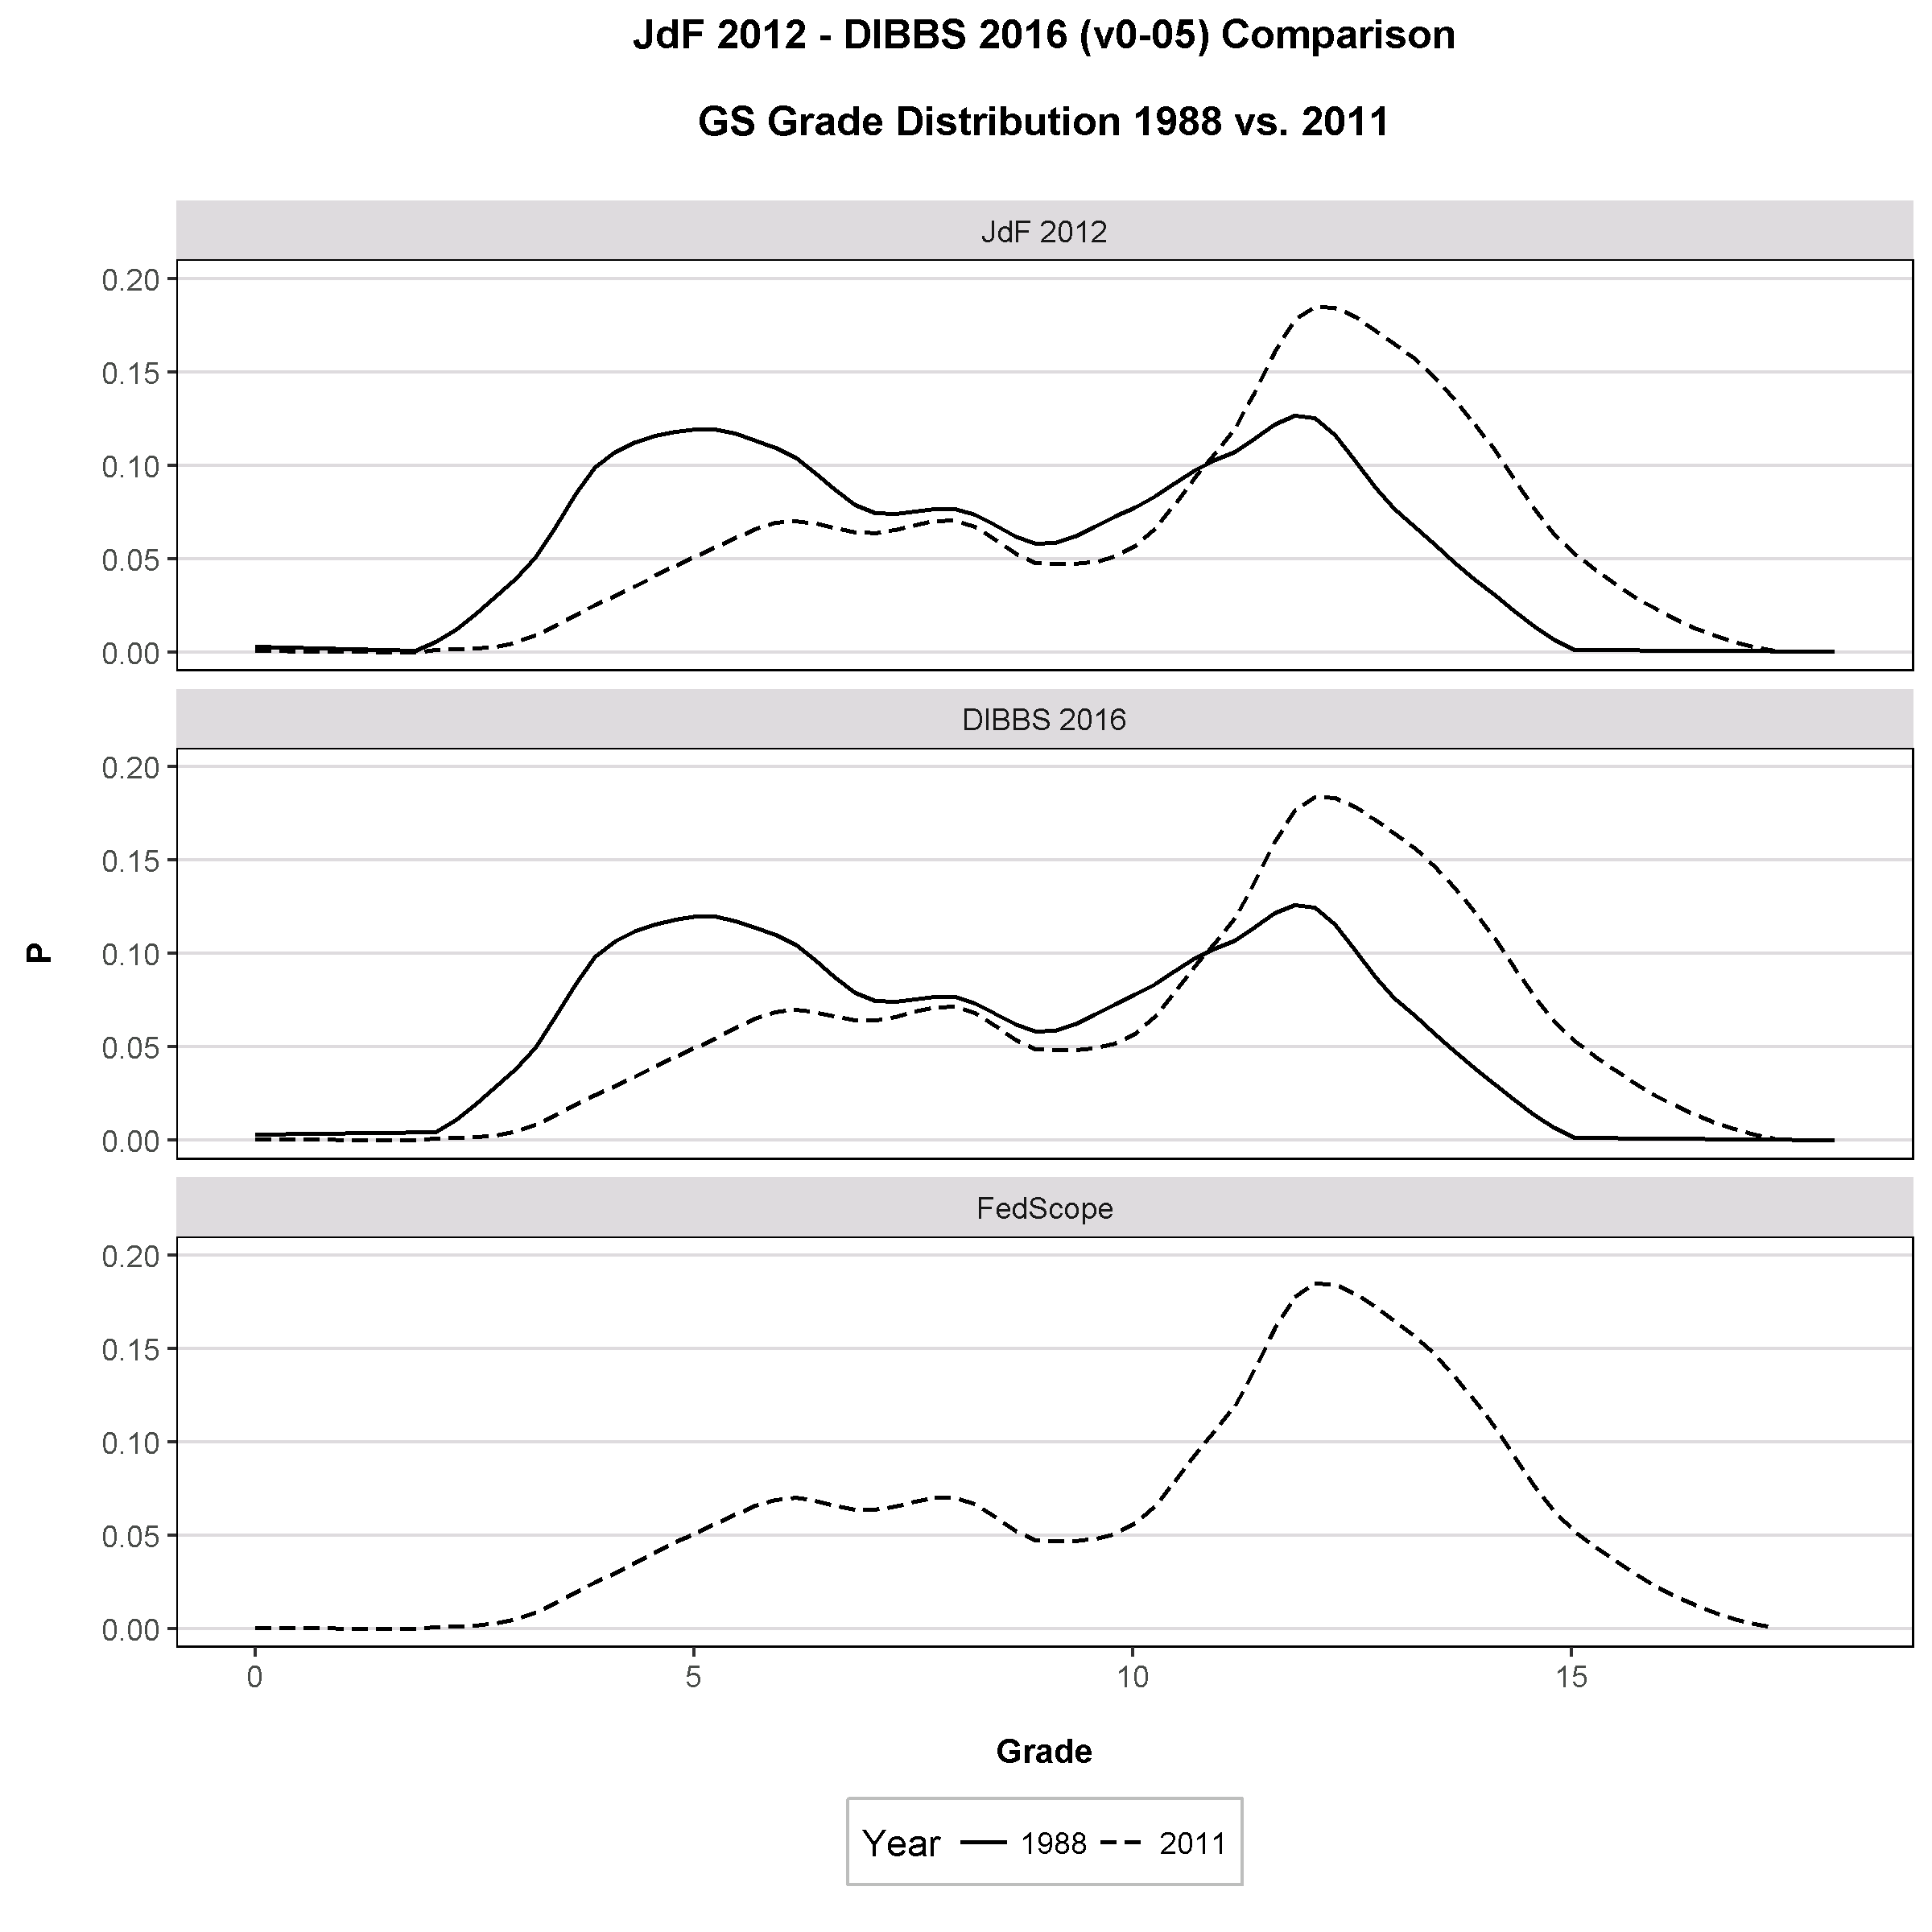 JdF 2012 - DIBBS 2016 (v0-05) Comparison
GS Grade Distribution 1988 vs. 2011
JdF 2012
0.20
0.15
0.10
0.05
0.00
DIBBS 2016
0.20
0.15
0.10
0.05
0.00
P
FedScope
0.20
0.15
0.10
0.05
0.00
0 5 10 15
Grade
Year 1988 2011